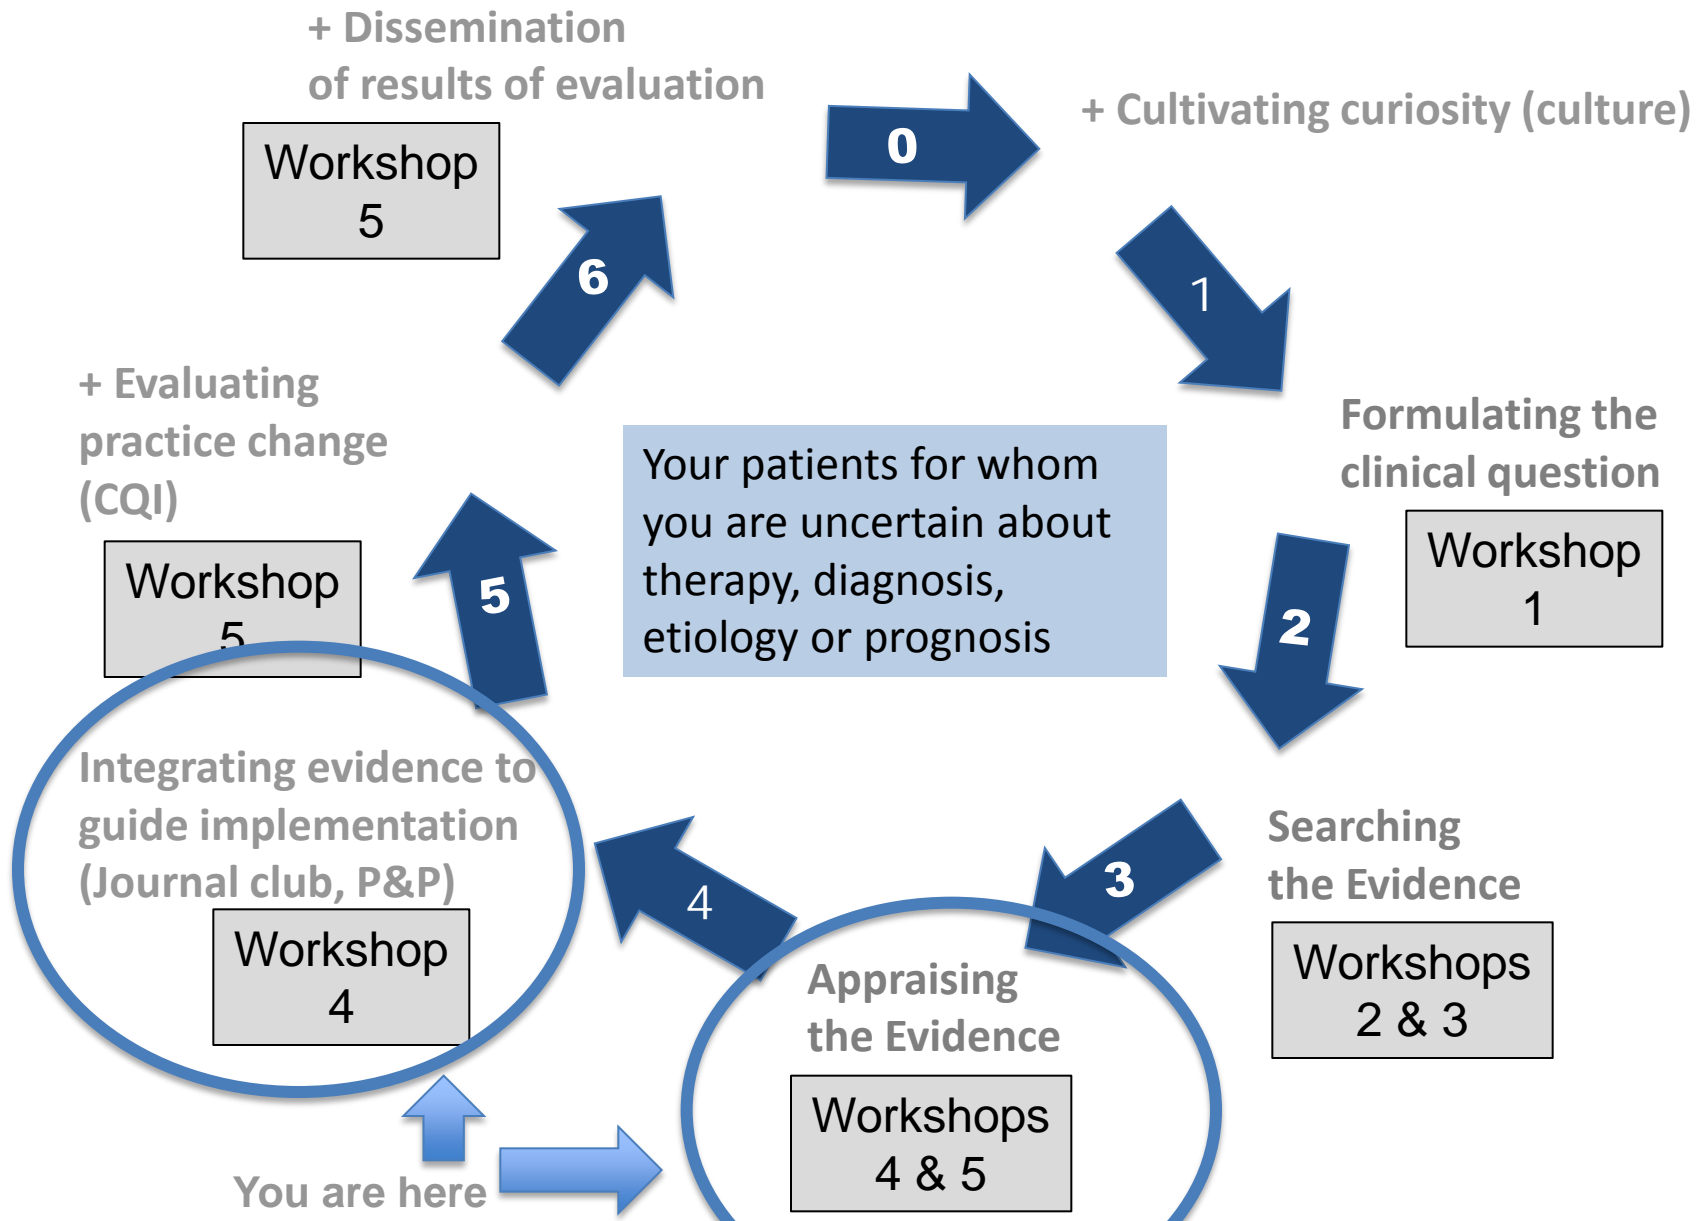 + Dissemination
of results of evaluation
Workshop
5
0
+ Cultivating curiosity (culture)
1
Formulating the
clinical question
Workshop
1
2
Searching
the Evidence
Workshops
2 & 3
3
Appraising
the Evidence
Workshops
4 & 5
4
Integrating evidence to
guide implementation
(Journal club, P&P)
Workshop
4
You are here
5
+ Evaluating
practice change
(CQI)
Workshop
5
6
Your patients for whom
you are uncertain about
therapy, diagnosis,
etiology or prognosis